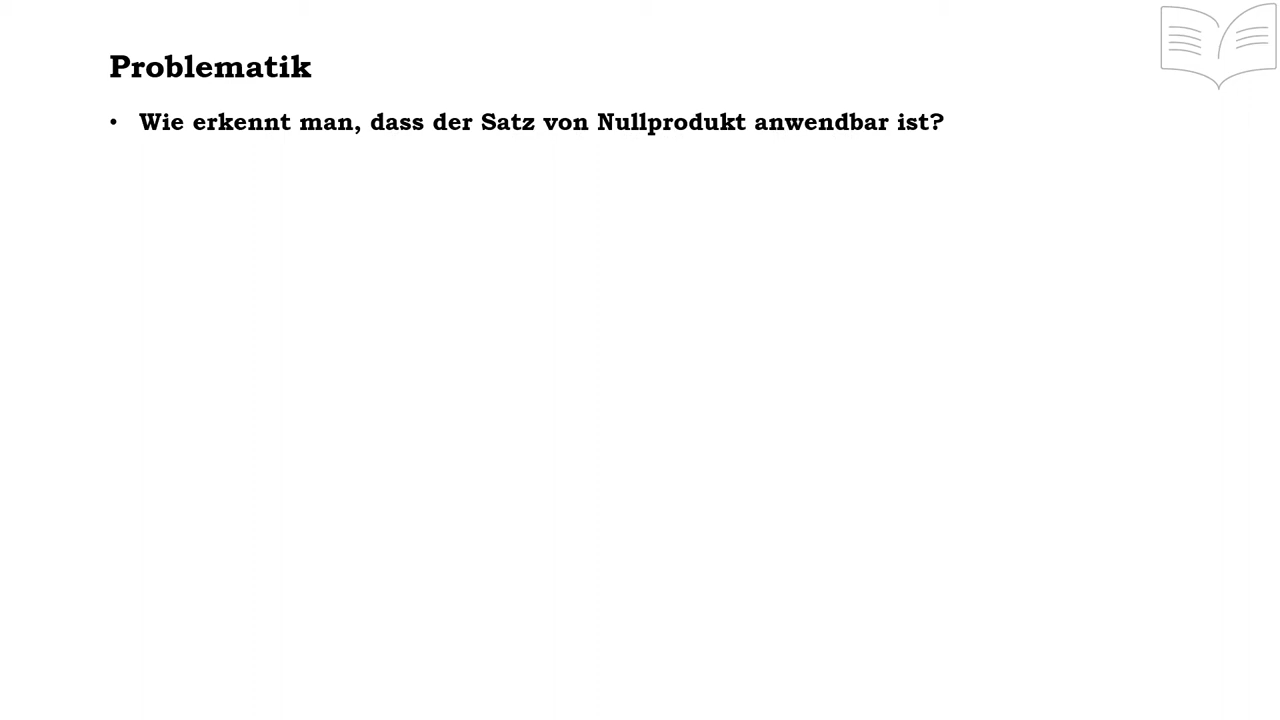 Problematik
• Wie erkennt man, dass der Satz von Nullprodukt anwendbar ist?